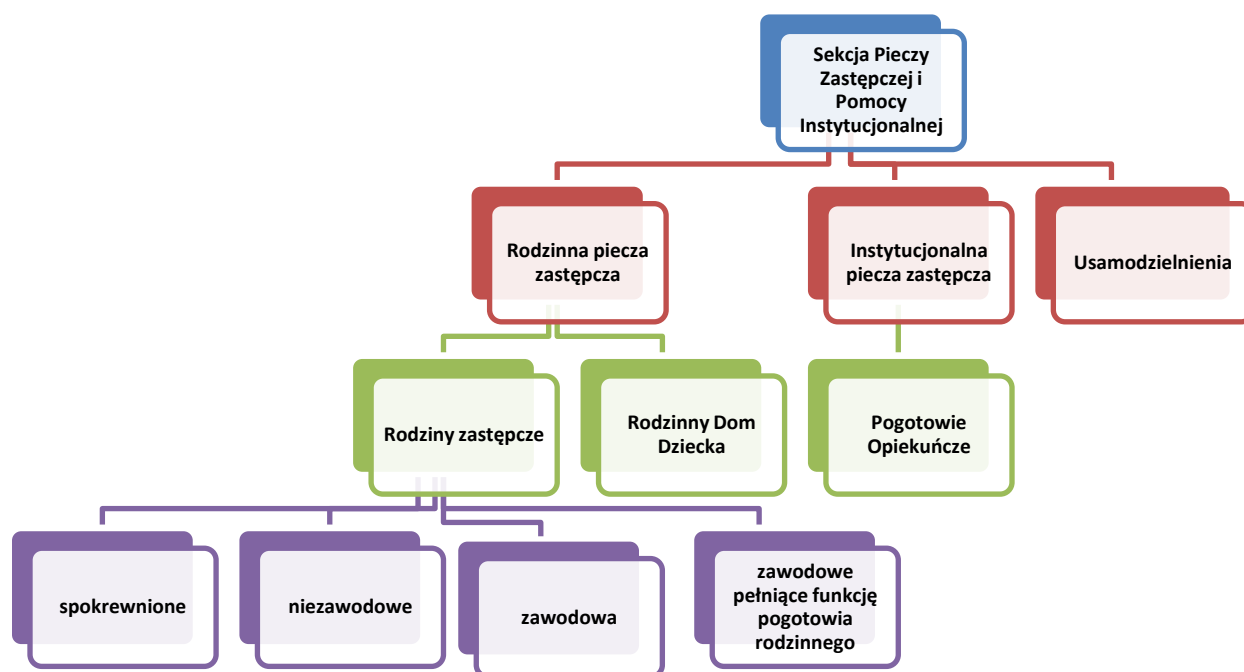 Sekcja Pieczy
Zastępczej i
Pomocy
Instytucjonalnej
Rodzinna piecza
zastępcza
Instytucjonalna
piecza zastępcza
Usamodzielnienia
Rodziny zastępcze
Rodzinny Dom
Dziecka
Pogotowie
Opiekuńcze
spokrewnione
niezawodowe
zawodowa
zawodowe
pełniące funkcję
pogotowia
rodzinnego